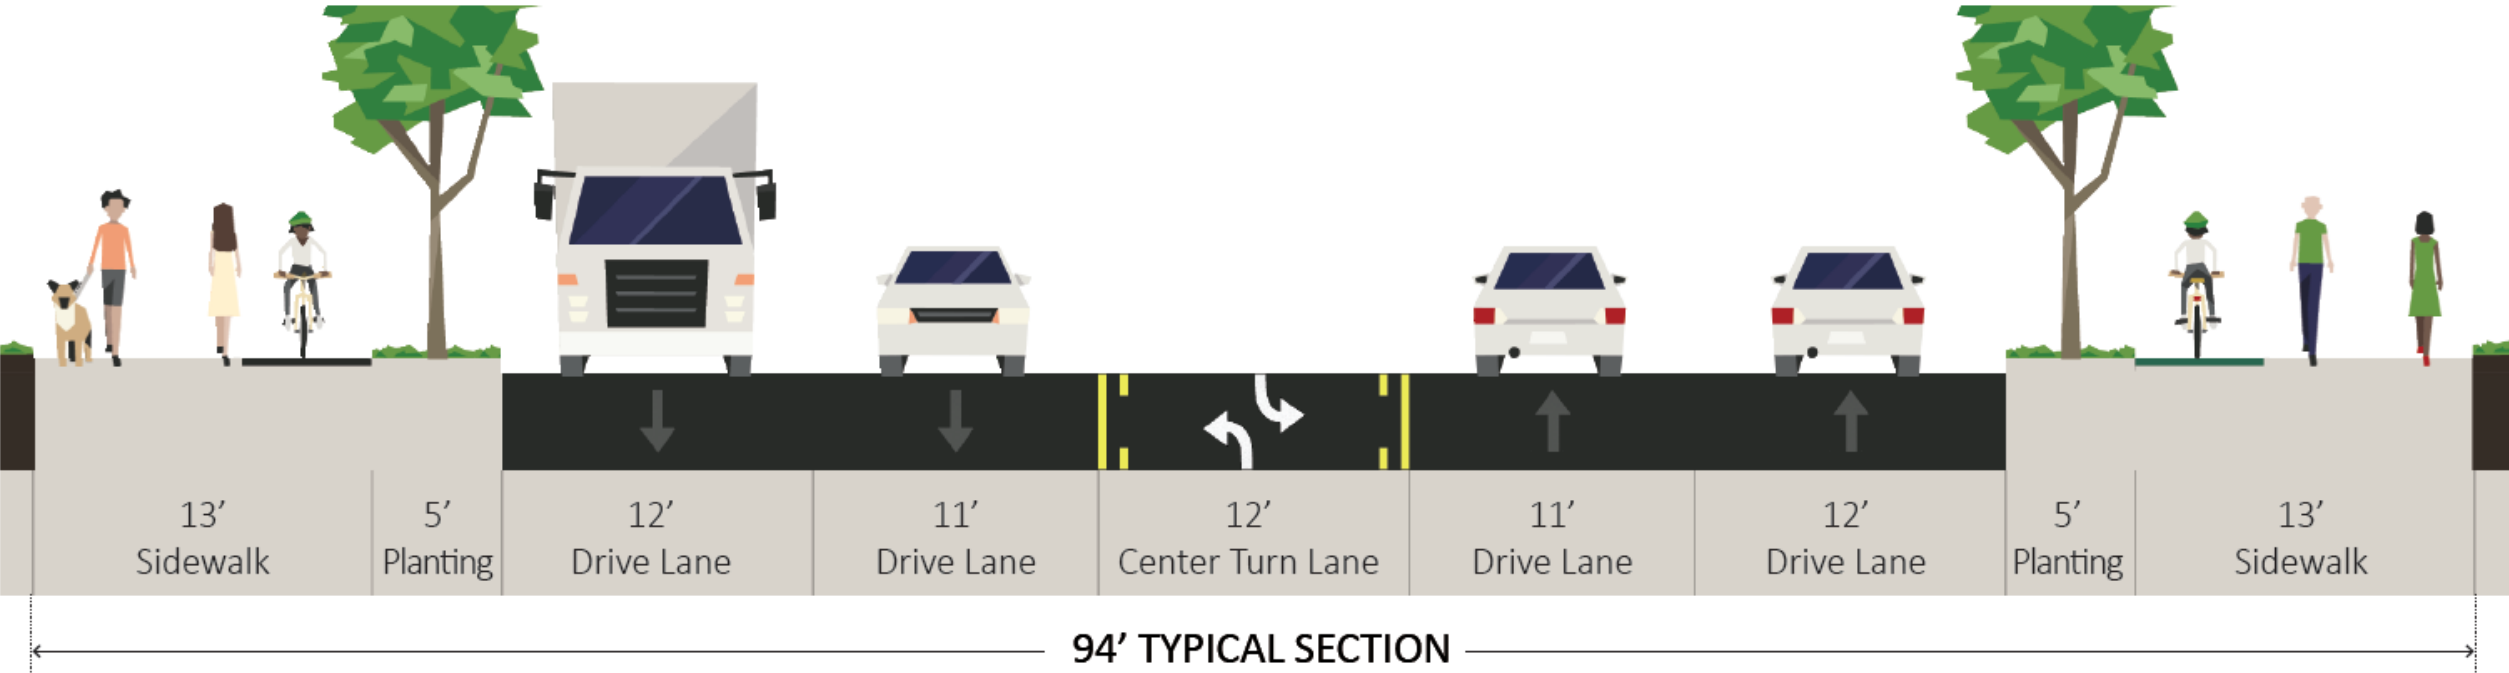 13’
Sidewalk
5’
Planting
12’
Drive Lane
11’
Drive Lane
12’
Center Turn Lane
11’
Drive Lane
12’
Drive Lane
5’
Planting
13’
Sidewalk
94’ TYPICAL SECTION